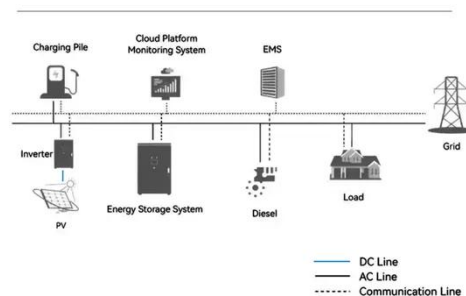 Charging Pile
Cloud Platform
Monitoring System
EMS
Grid
Inverter
PV
Energy Storage System
Diesel
Load
DC Line
AC Line
Communication Line